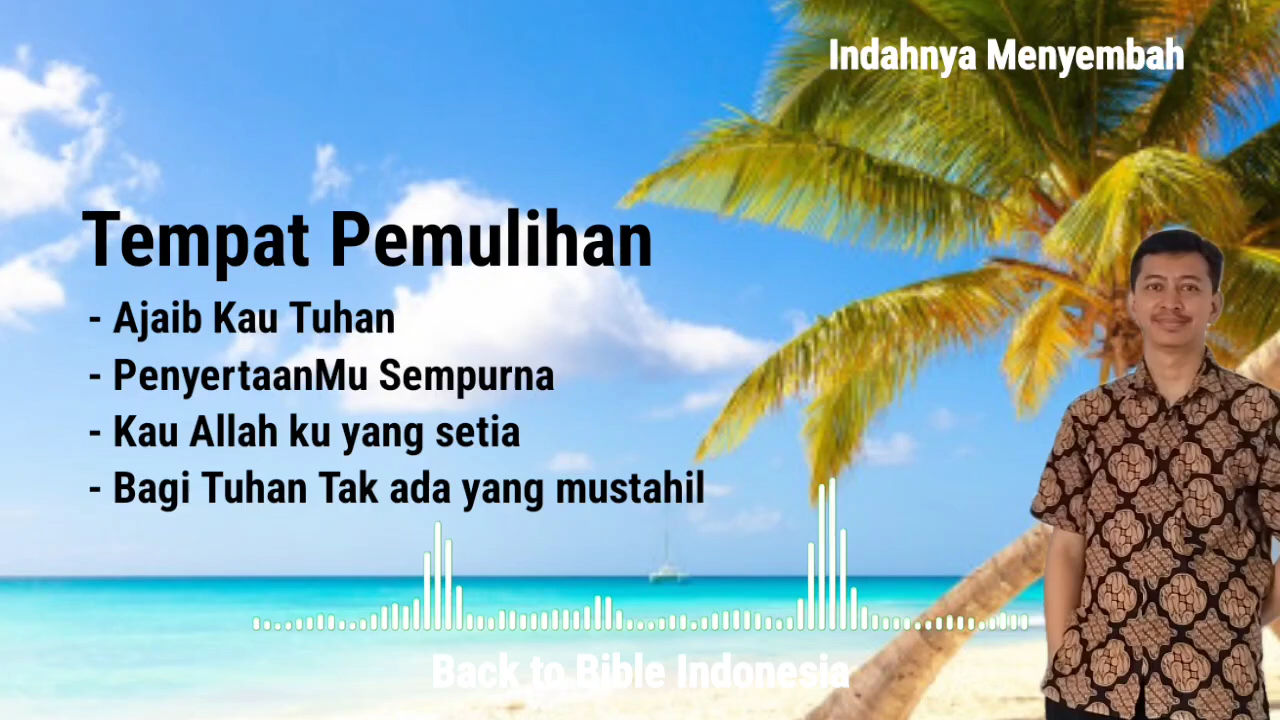 Indahnya Menyembah
Tempat Pemulihan
- Ajaib Kau Tuhan
- PenyertaanMu Sempurna
- Kau Allah ku yang setia
- Bagi Tuhan Tak ada yang mustahil
Back to Bible Indonesia